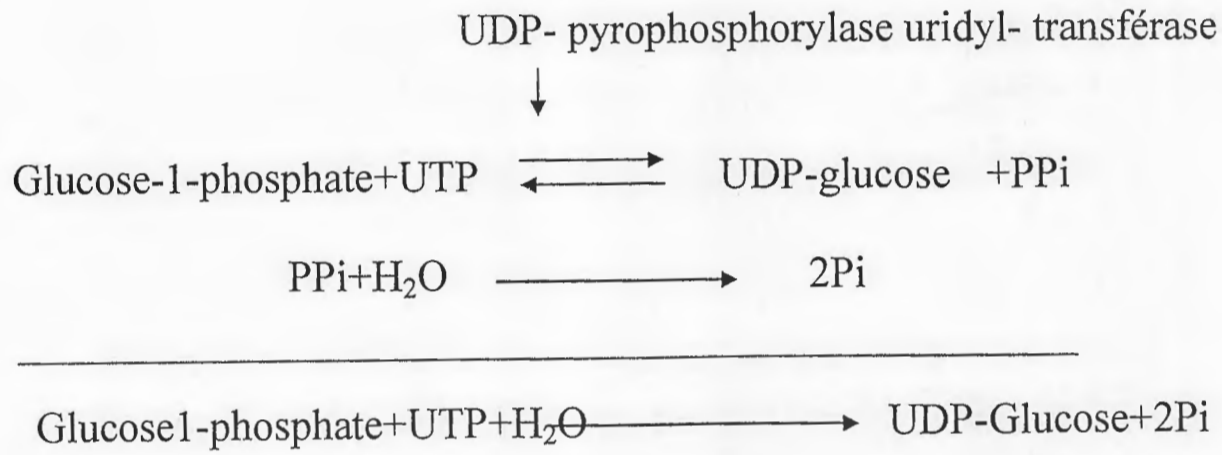 UDP- pyrophosphorylase uridyl- transférase
↓
Glucose-1-phosphate+UTP ⇄ UDP-glucose +PPi
PPi+H₂O → 2Pi
Glucose1-phosphate+UTP+H₂O → UDP-Glucose+2Pi